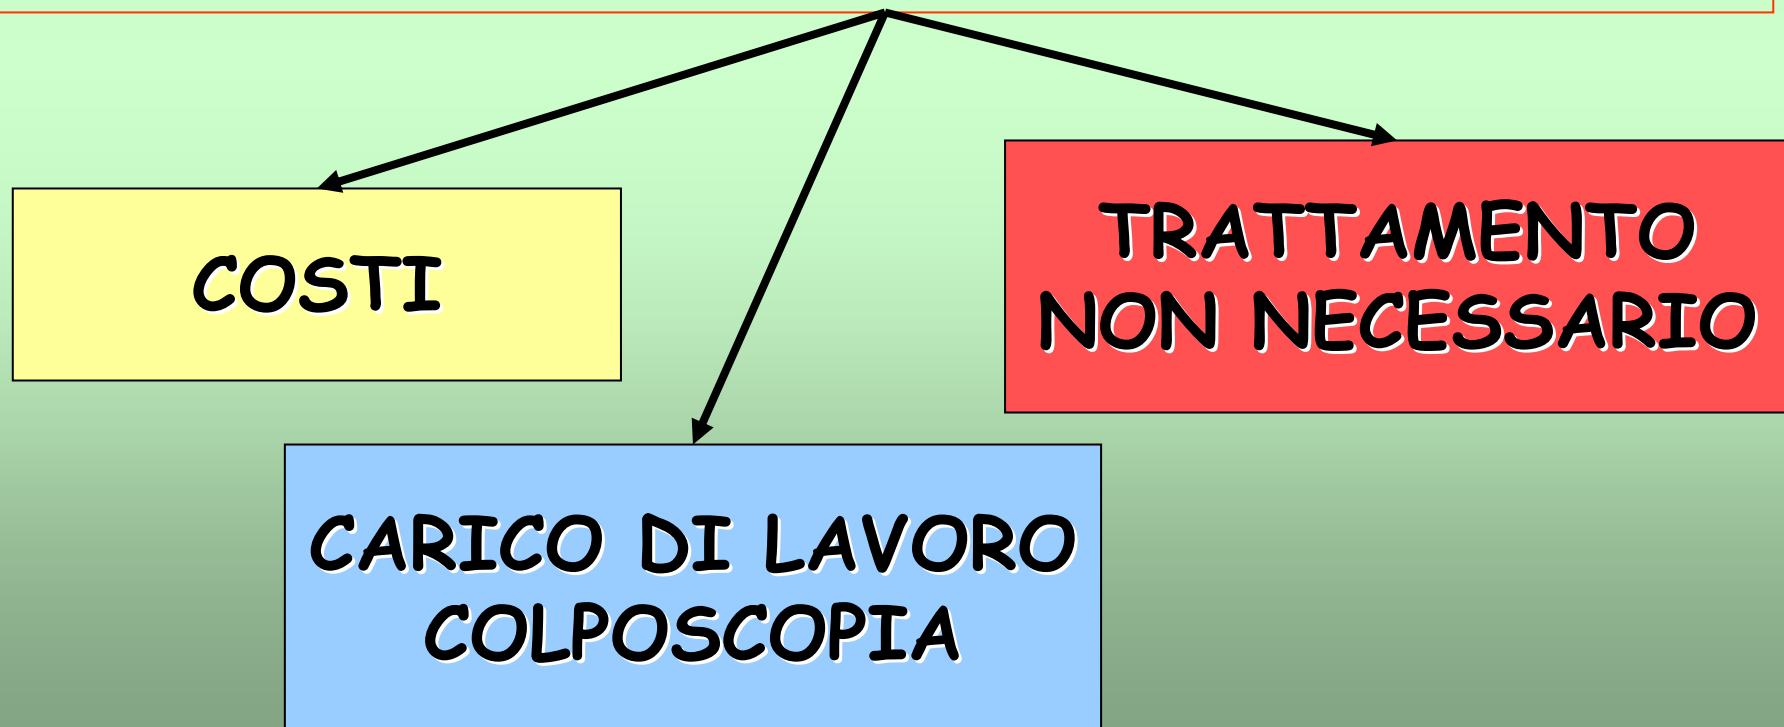 COSTI
TRATTAMENTO
NON NECESSARIO
CARICO DI LAVORO
COLPOSCOPIA